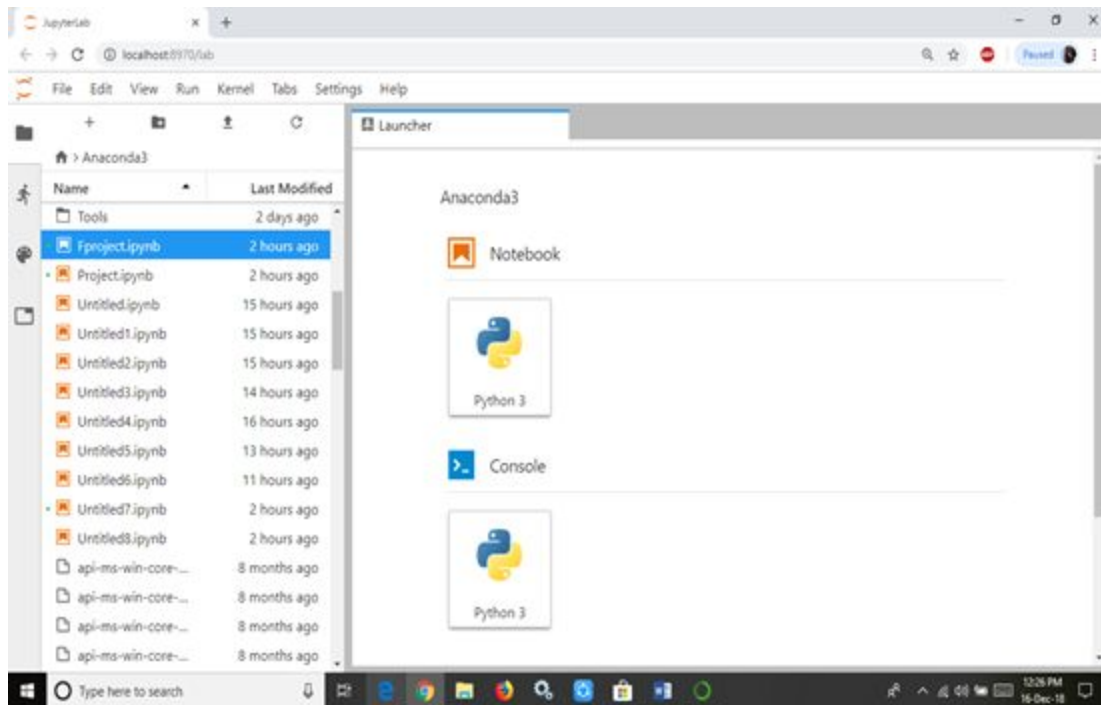 JupyterLab
localhost:8970/lab
Paused
File Edit View Run Kernel Tabs Settings Help
Launcher
> Anaconda3
Name Last Modified
Tools 2 days ago
Fproject.ipynb 2 hours ago
Project.ipynb 2 hours ago
Untitled.ipynb 15 hours ago
Untitled1.ipynb 15 hours ago
Untitled2.ipynb 15 hours ago
Untitled3.ipynb 14 hours ago
Untitled4.ipynb 16 hours ago
Untitled5.ipynb 13 hours ago
Untitled6.ipynb 11 hours ago
Untitled7.ipynb 2 hours ago
Untitled8.ipynb 2 hours ago
api-ms-win-core-... 8 months ago
api-ms-win-core-... 8 months ago
api-ms-win-core-... 8 months ago
api-ms-win-core-... 8 months ago
Anaconda3
Notebook
Python 3
Console
Python 3
Type here to search
12:26 PM
16-Dec-18